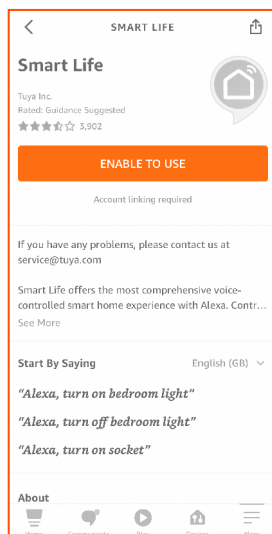 SMART LIFE
Smart Life
Tuya Inc.
Rated: Guidance Suggested
3,902
ENABLE TO USE
Account linking required
If you have any problems, please contact us at
service@tuya.com
Smart Life offers the most comprehensive voice-
controlled smart home experience with Alexa. Contr...
See More
Start By Saying English (GB)
“Alexa, turn on bedroom light”
“Alexa, turn off bedroom light”
“Alexa, turn on socket”
About